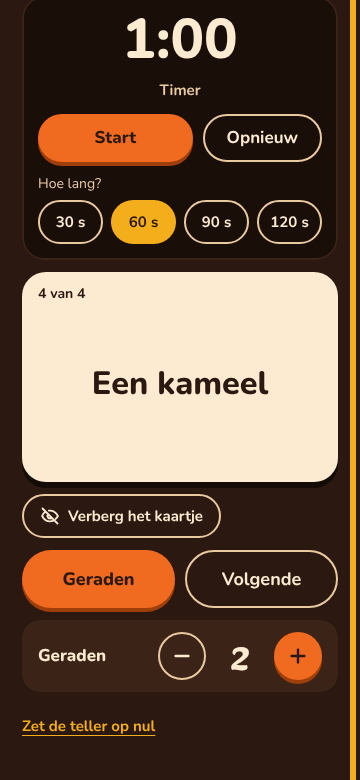 1:00
Timer
Start
Opnieuw
Hoe lang?
30 s
60 s
90 s
120 s
4 van 4
Een kameel
Verberg het kaartje
Geraden
Volgende
Geraden
2
Zet de teller op nul